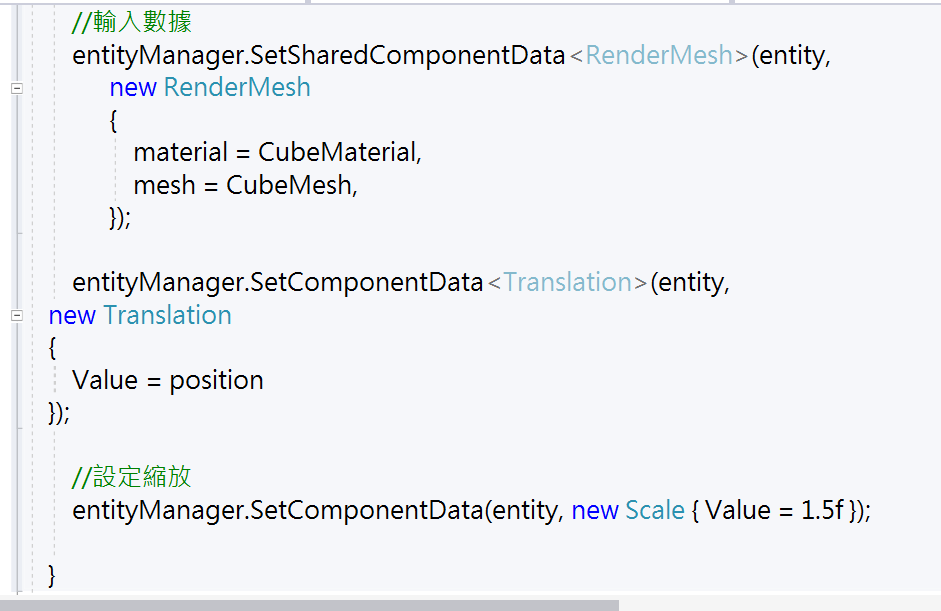 //輸入數據
entityManager.SetSharedComponentData<RenderMesh>(entity,
new RenderMesh
{
material = CubeMaterial,
mesh = CubeMesh,
});
entityManager.SetComponentData<Translation>(entity,
new Translation
{
Value = position
});
//設定縮放
entityManager.SetComponentData(entity, new Scale { Value = 1.5f });
}